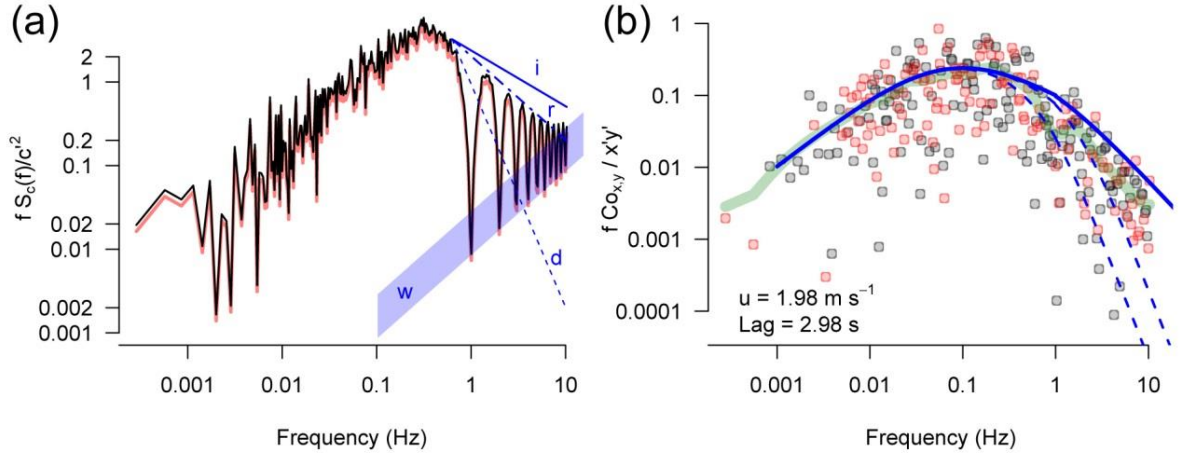 (a)
f S_c(f)/c'²
2
1
0.2
0.1
0.02
0.01
0.002
0.001
i
r
d
w
0.001 0.01 0.1 1 10
Frequency (Hz)
(b)
f Co_x,y / x'y'
1
0.1
0.01
0.001
0.0001
u = 1.98 m s⁻¹
Lag = 2.98 s
0.001 0.01 0.1 1 10
Frequency (Hz)